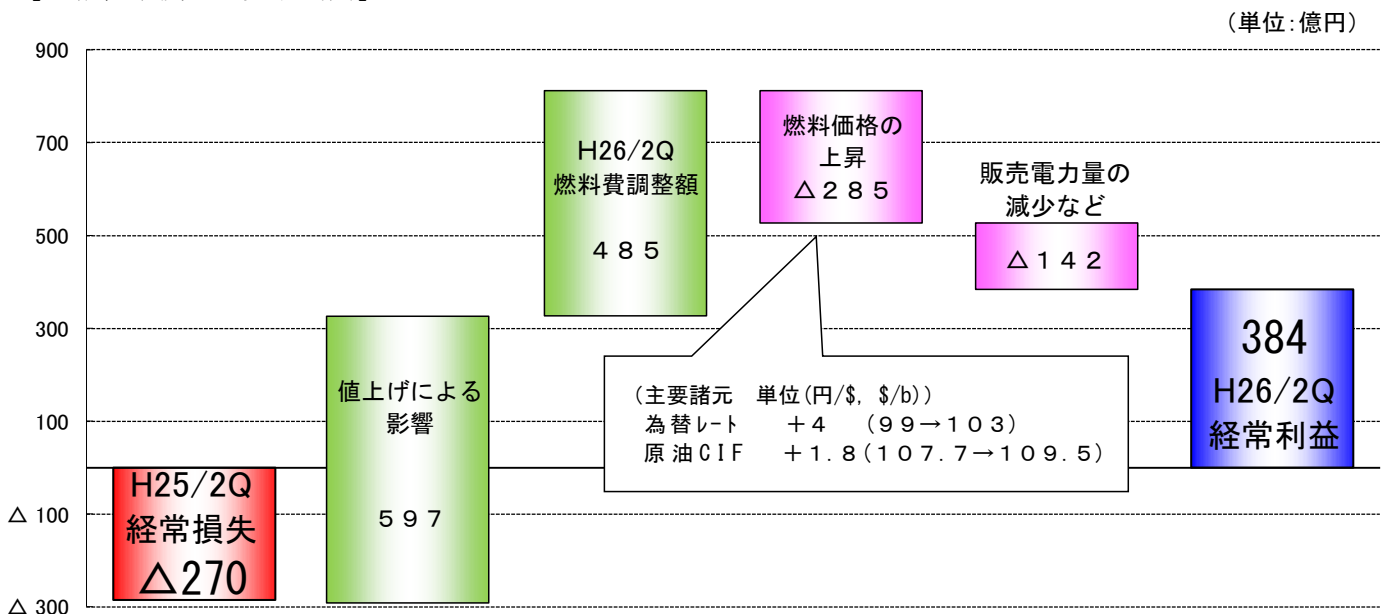 (単位:億円)
900
700
500
300
100
△ 100
△ 300
H25/2Q
経常損失
△270
値上げによる
影響
597
H26/2Q
燃料費調整額
485
燃料価格の
上昇
△285
販売電力量の
減少など
△142
(主要諸元 単位(円/$, $/b))
為替レート +4 (99→103)
原油CIF +1.8(107.7→109.5)
384
H26/2Q
経常利益